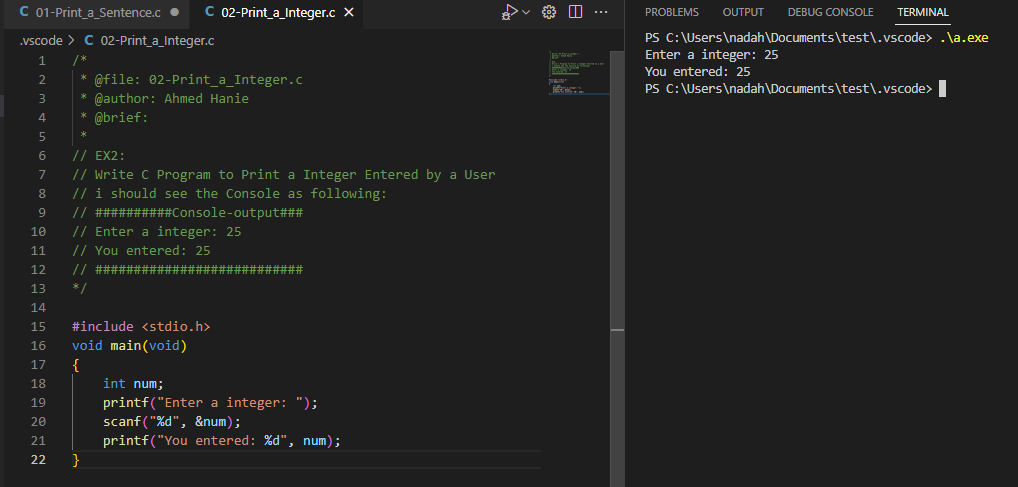 01-Print_a_Sentence.c
02-Print_a_Integer.c
.vscode > C 02-Print_a_Integer.c
1 /*
2 * @file: 02-Print_a_Integer.c
3 * @author: Ahmed Hanie
4 * @brief:
5 *
6 // EX2:
7 // Write C Program to Print a Integer Entered by a User
8 // i should see the Console as following:
9 // ##########Console-output###
10 // Enter a integer: 25
11 // You entered: 25
12 // ###########################
13 */
14
15 #include <stdio.h>
16 void main(void)
17 {
18 int num;
19 printf("Enter a integer: ");
20 scanf("%d", &num);
21 printf("You entered: %d", num);
22 }
PROBLEMS OUTPUT DEBUG CONSOLE TERMINAL
PS C:\Users\nadah\Documents\test\.vscode> .\a.exe
Enter a integer: 25
You entered: 25
PS C:\Users\nadah\Documents\test\.vscode>